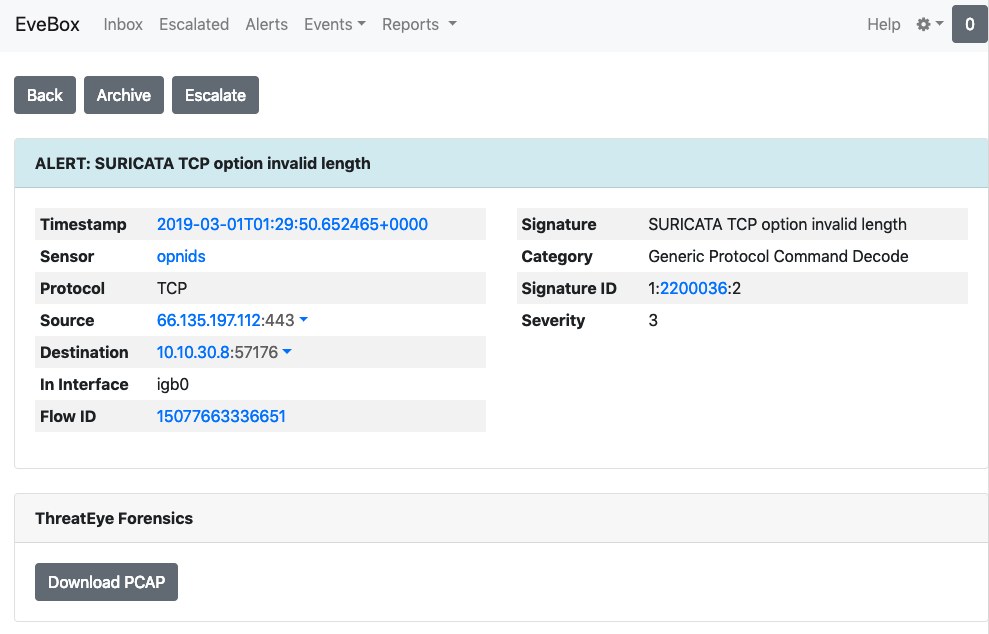 EveBox Inbox Escalated Alerts Events Reports Help 0
Back Archive Escalate
ALERT: SURICATA TCP option invalid length
Timestamp 2019-03-01T01:29:50.652465+0000
Sensor opnids
Protocol TCP
Source 66.135.197.112:443
Destination 10.10.30.8:57176
In Interface igb0
Flow ID 15077663336651
Signature SURICATA TCP option invalid length
Category Generic Protocol Command Decode
Signature ID 1:2200036:2
Severity 3
ThreatEye Forensics
Download PCAP